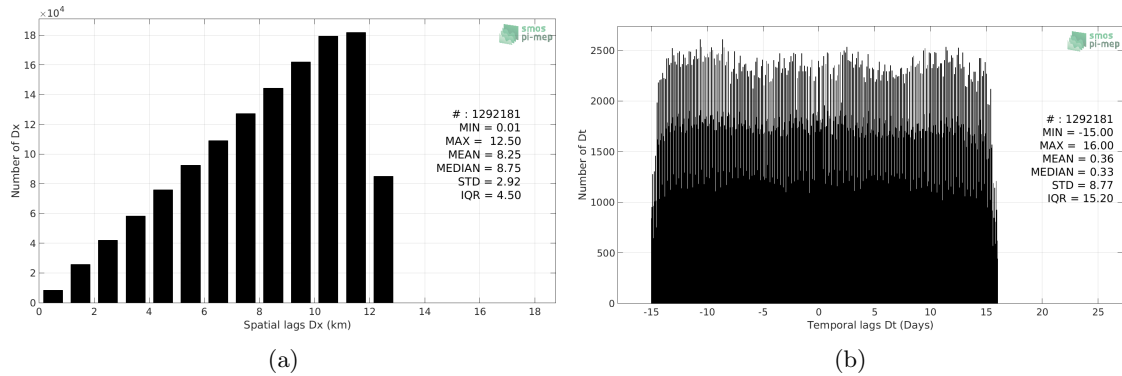 ×10⁴
18
16
14
12
10
8
6
4
2
0
Number of Dx
0 2 4 6 8 10 12 14 16 18
Spatial lags Dx (km)
smos
pi-mep
# : 1292181
MIN = 0.01
MAX = 12.50
MEAN = 8.25
MEDIAN = 8.75
STD = 2.92
IQR = 4.50
(a)
2500
2000
1500
1000
500
0
Number of Dt
-15 -10 -5 0 5 10 15 20 25
Temporal lags Dt (Days)
smos
pi-mep
# : 1292181
MIN = -15.00
MAX = 16.00
MEAN = 0.36
MEDIAN = 0.33
STD = 8.77
IQR = 15.20
(b)